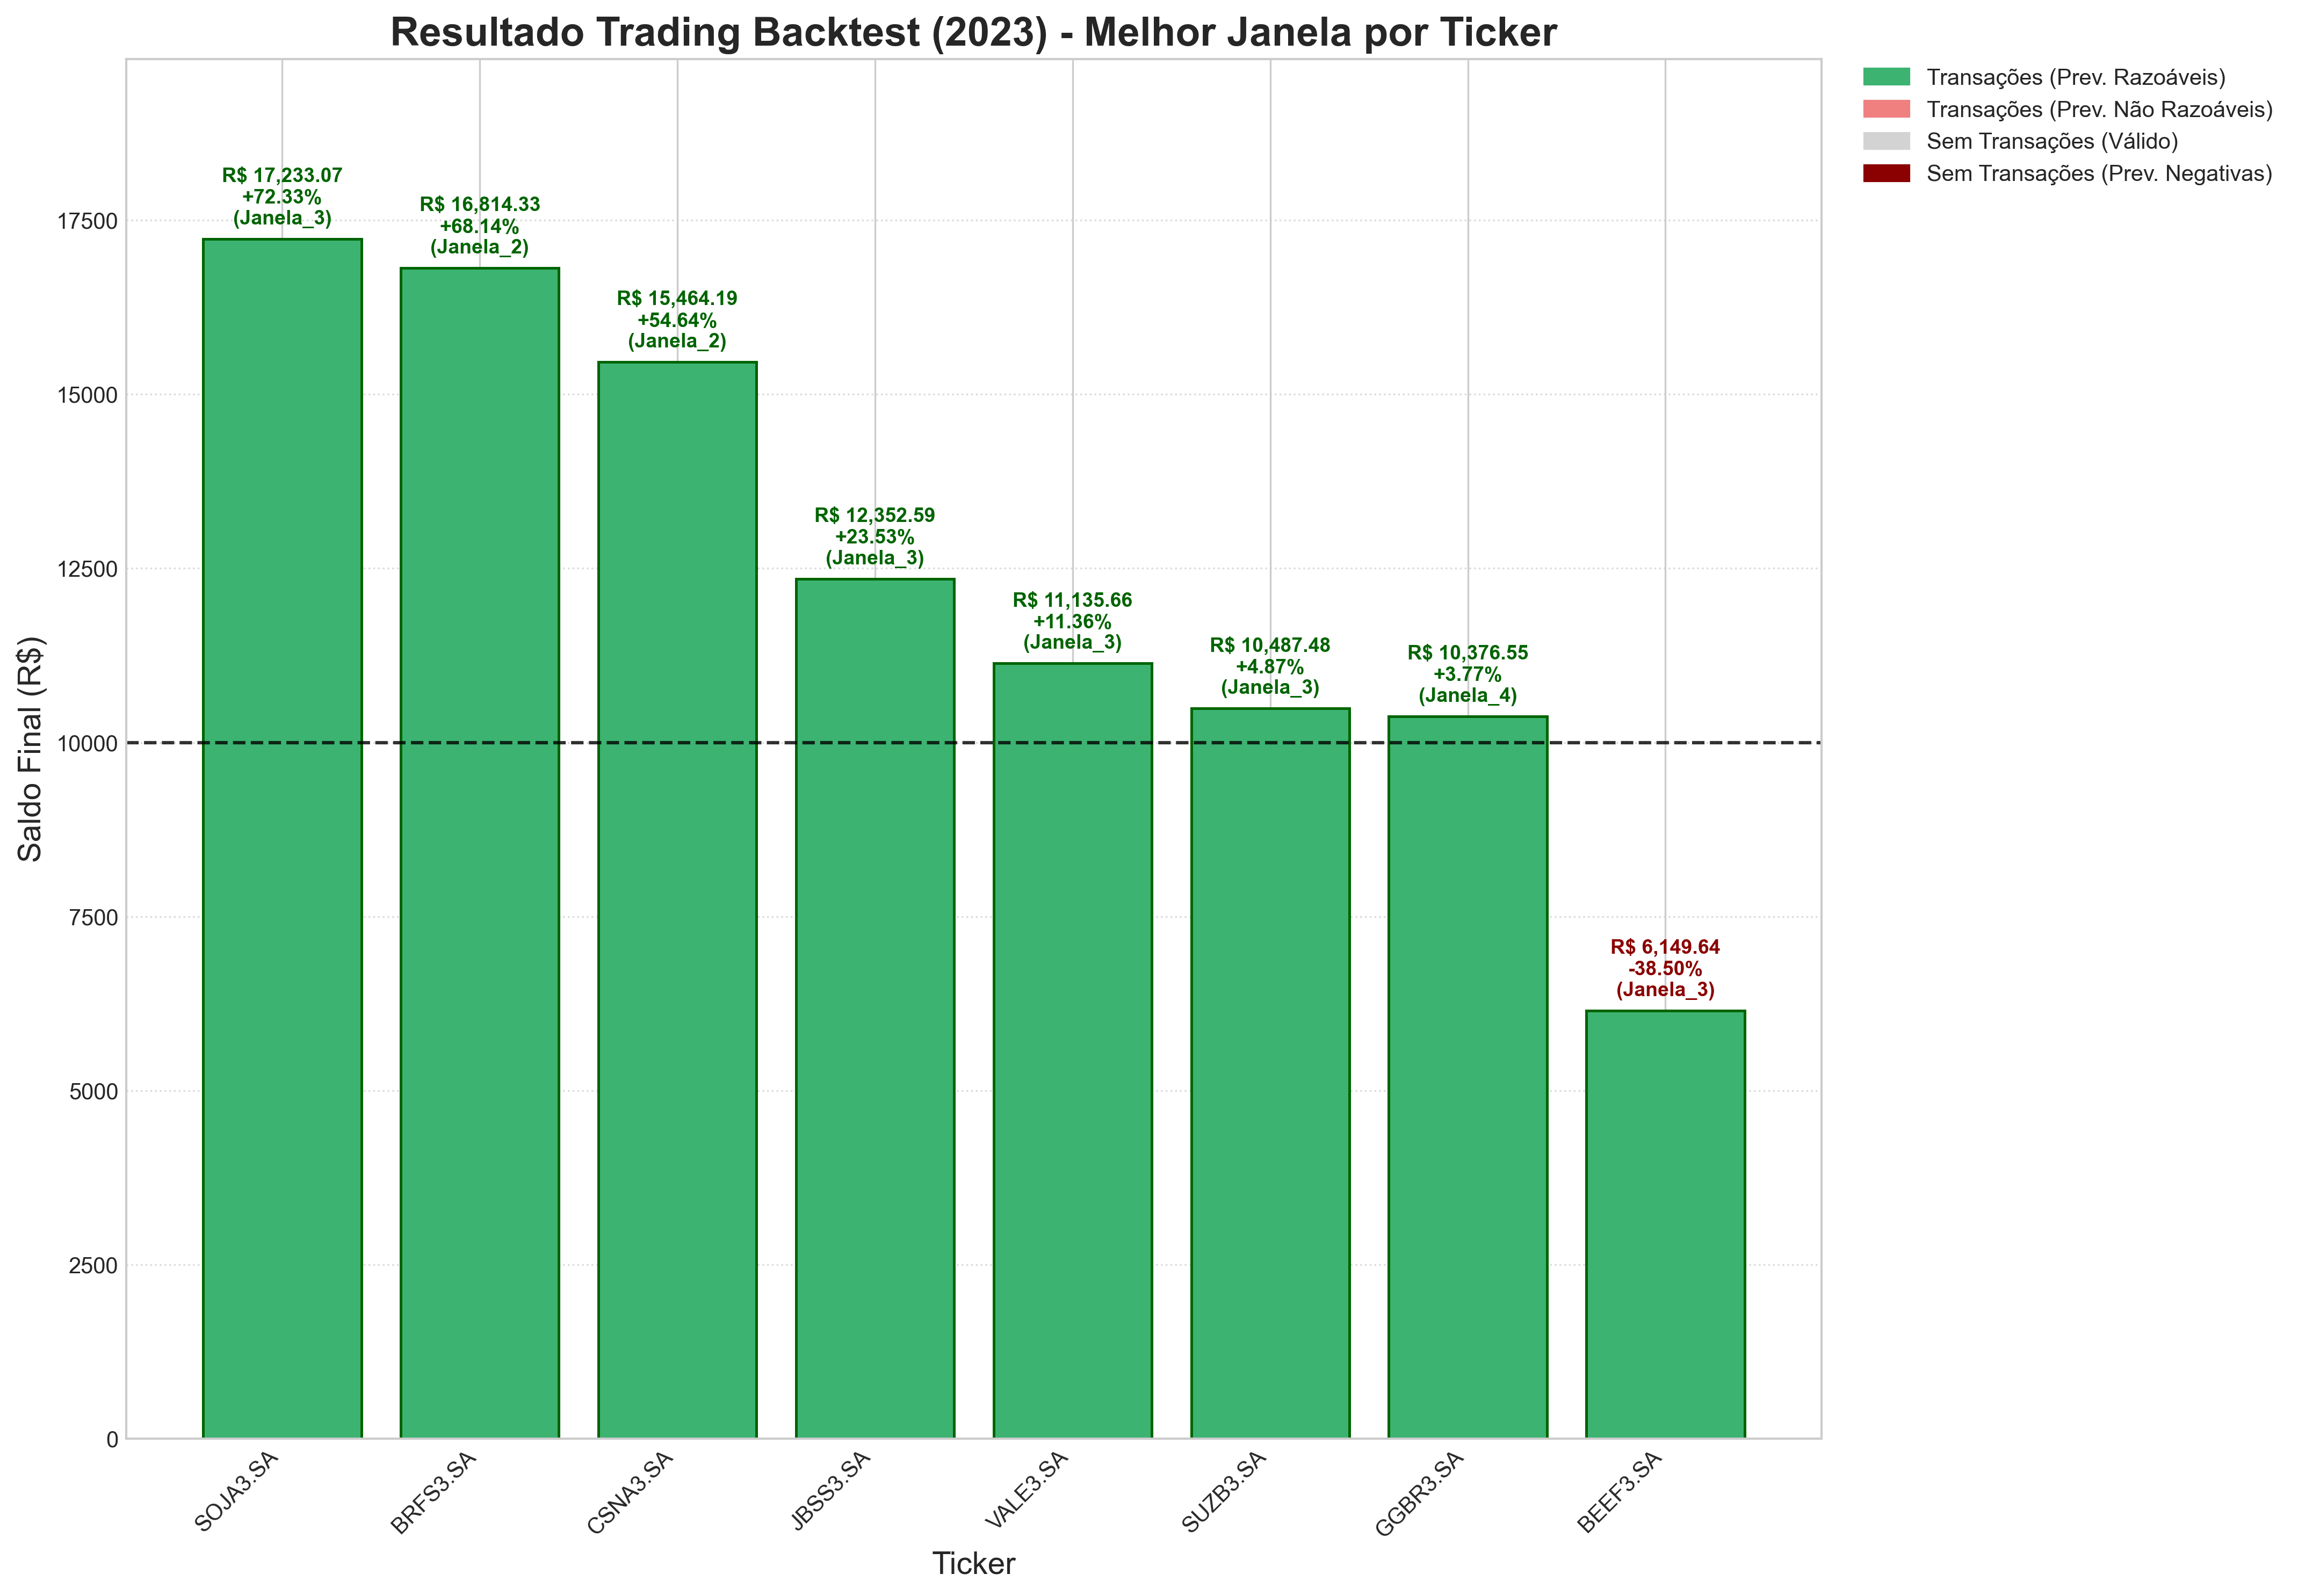 Resultado Trading Backtest (2023) - Melhor Janela por Ticker
Transações (Prev. Razoáveis)
Transações (Prev. Não Razoáveis)
Sem Transações (Válido)
Sem Transações (Prev. Negativas)
Saldo Final (R$)
17500
15000
12500
10000
7500
5000
2500
0
R$ 17,233.07
+72.33%
(Janela_3)
R$ 16,814.33
+68.14%
(Janela_2)
R$ 15,464.19
+54.64%
(Janela_2)
R$ 12,352.59
+23.53%
(Janela_3)
R$ 11,135.66
+11.36%
(Janela_3)
R$ 10,487.48
+4.87%
(Janela_3)
R$ 10,376.55
+3.77%
(Janela_4)
R$ 6,149.64
-38.50%
(Janela_3)
SOJA3.SA
BRFS3.SA
CSNA3.SA
JBSS3.SA
VALE3.SA
SUZB3.SA
GGBR3.SA
BEEF3.SA
Ticker